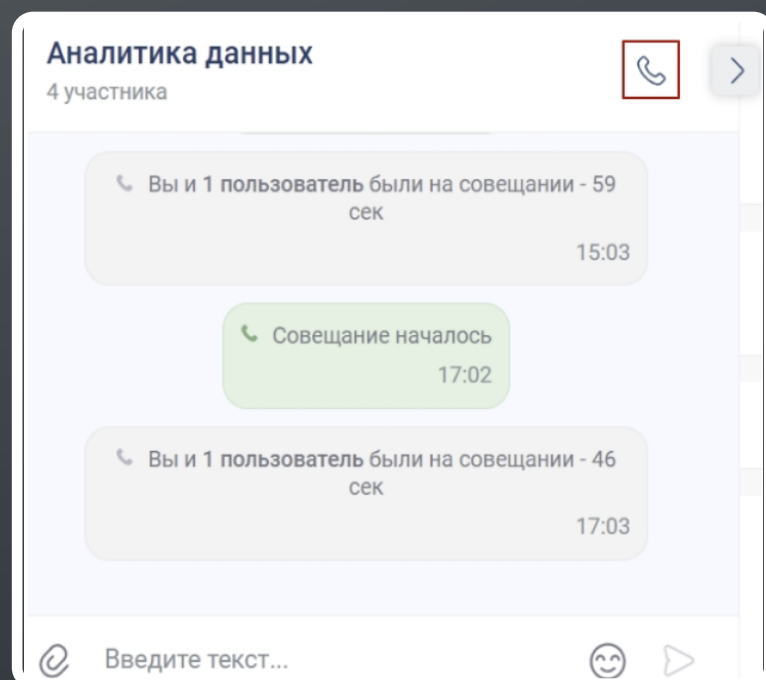 Аналитика данных
4 участника
Вы и 1 пользователь были на совещании - 59
сек
15:03
Совещание началось
17:02
Вы и 1 пользователь были на совещании - 46
сек
17:03
Введите текст...